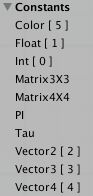 Constants
Color [ 5 ]
Float [ 1 ]
Int [ 0 ]
Matrix3X3
Matrix4X4
PI
Tau
Vector2 [ 2 ]
Vector3 [ 3 ]
Vector4 [ 4 ]